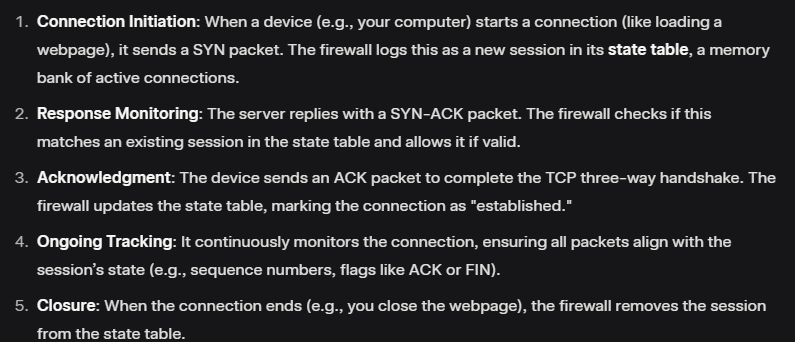 1. Connection Initiation: When a device (e.g., your computer) starts a connection (like loading a
webpage), it sends a SYN packet. The firewall logs this as a new session in its state table, a memory
bank of active connections.
2. Response Monitoring: The server replies with a SYN-ACK packet. The firewall checks if this
matches an existing session in the state table and allows it if valid.
3. Acknowledgment: The device sends an ACK packet to complete the TCP three-way handshake. The
firewall updates the state table, marking the connection as "established."
4. Ongoing Tracking: It continuously monitors the connection, ensuring all packets align with the
session's state (e.g., sequence numbers, flags like ACK or FIN).
5. Closure: When the connection ends (e.g., you close the webpage), the firewall removes the session
from the state table.